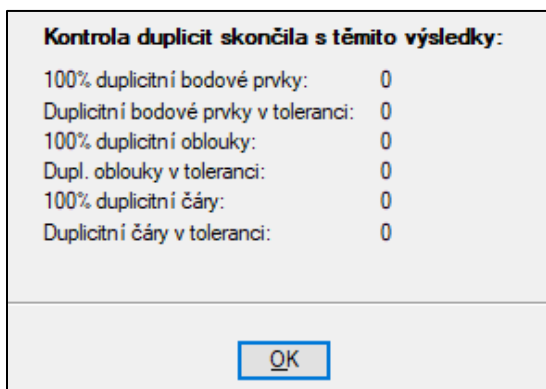 Kontrola duplicit skončila s těmito výsledky:
100% duplicitní bodové prvky: 0
Duplicitní bodové prvky v toleranci: 0
100% duplicitní oblouky: 0
Dupl. oblouky v toleranci: 0
100% duplicitní čáry: 0
Duplicitní čáry v toleranci: 0
OK